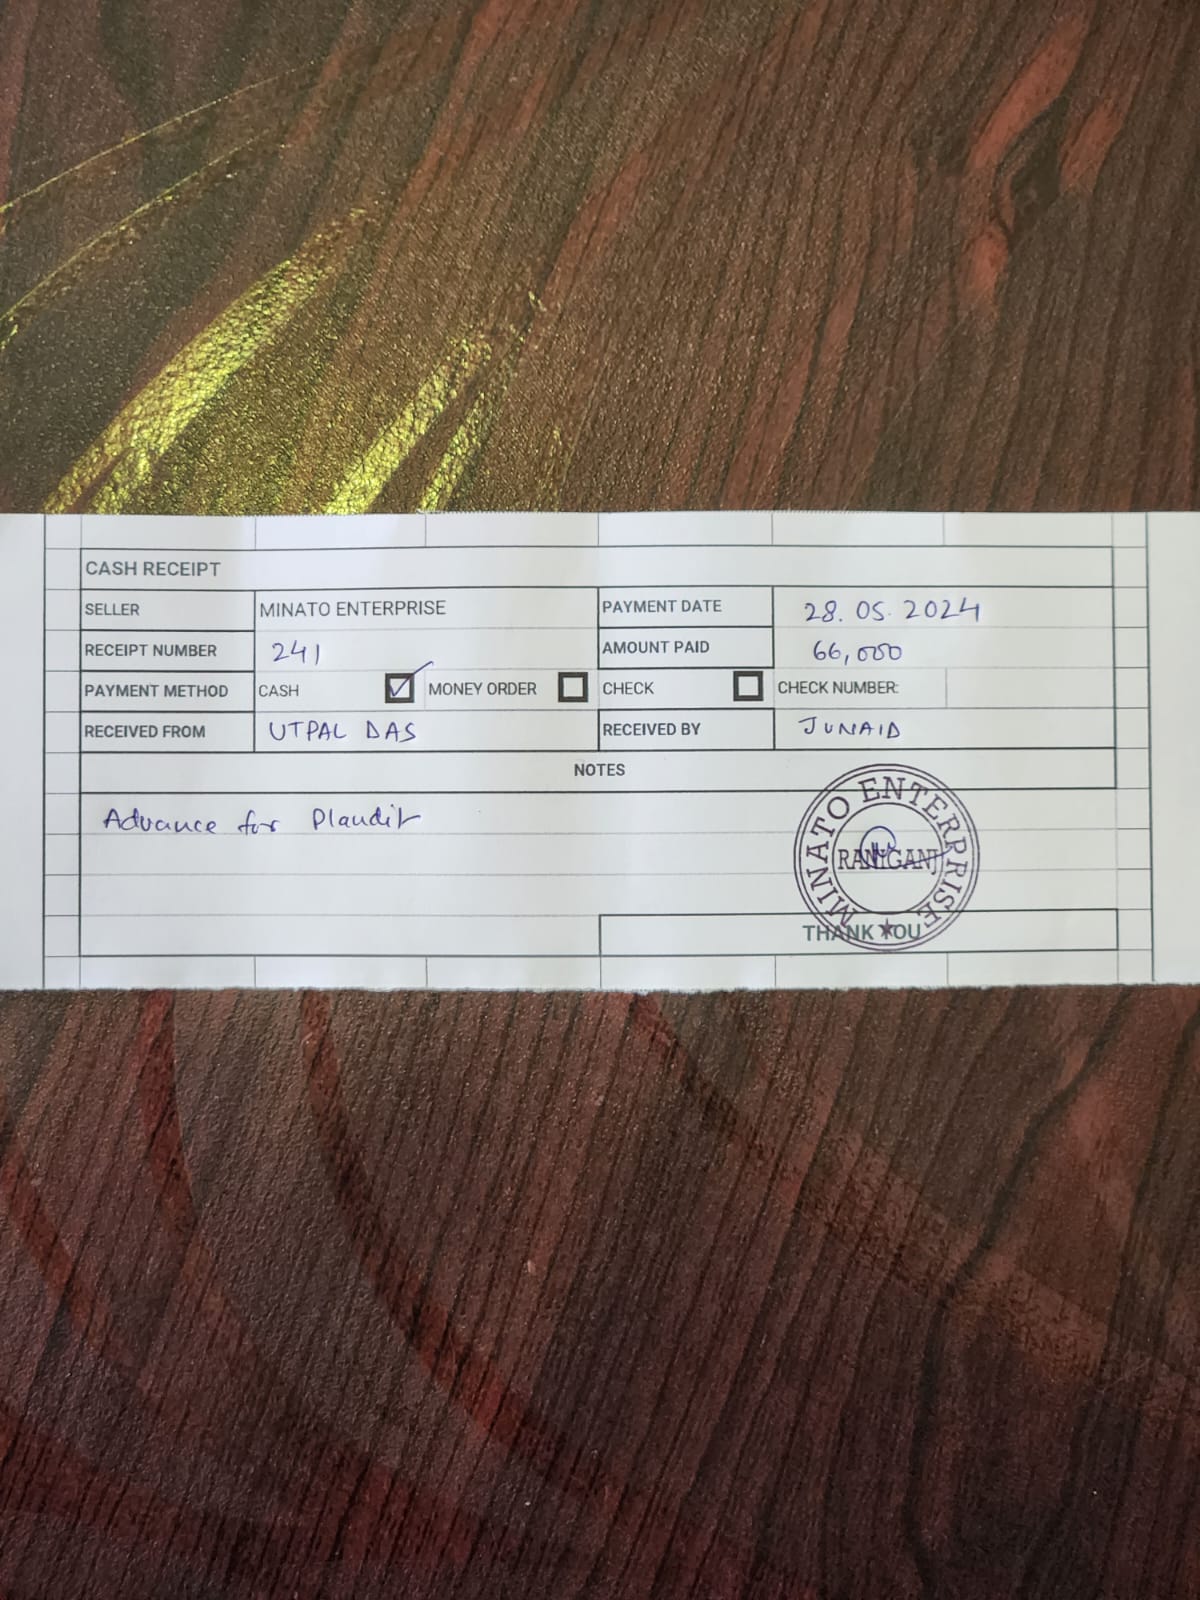 CASH RECEIPT
SELLER MINATO ENTERPRISE PAYMENT DATE 28.05.2024
RECEIPT NUMBER 241 AMOUNT PAID 66,000
PAYMENT METHOD CASH MONEY ORDER CHECK CHECK NUMBER:
RECEIVED FROM UTPAL DAS RECEIVED BY JUNAID
NOTES
Advance for Plaudit
MINATO ENTERPRISE
RANIGANJ
THANK YOU